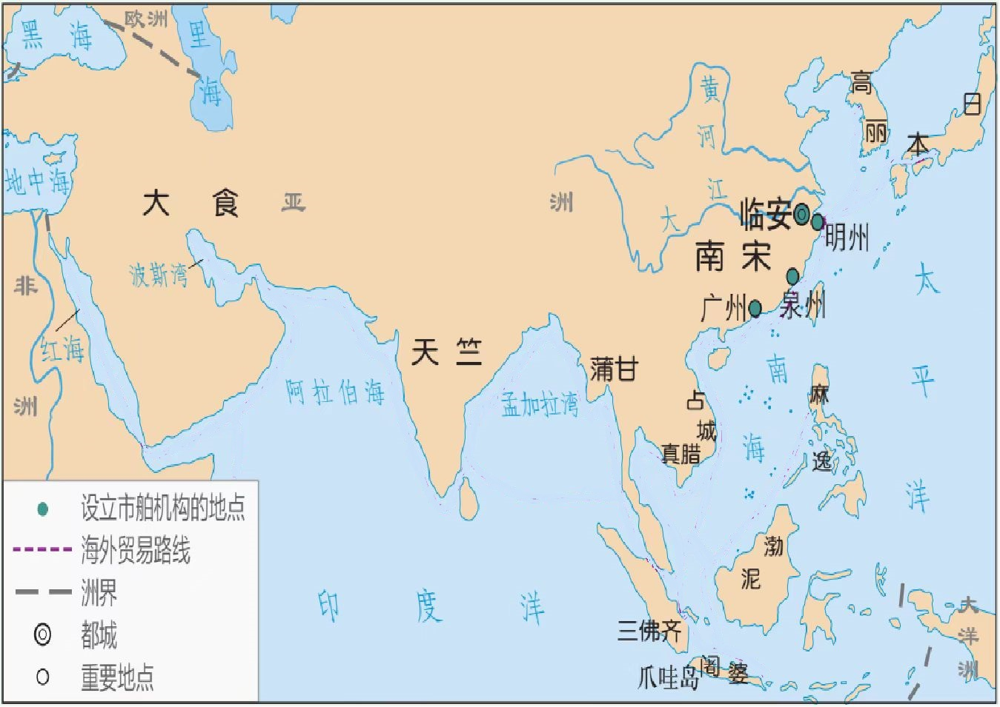 欧洲
黑海
里海
高丽
日本
黄河
地中海
大食
亚洲
大江
临安
明州
南宋
波斯湾
太平洋
非洲
广州
泉州
红海
天竺
蒲甘
南海
阿拉伯海
孟加拉湾
占城
麻逸
真腊
设立市舶机构的地点
海外贸易路线
洲界
都城
重要地点
渤泥
印度洋
三佛齐
爪哇岛
阇婆
大洋洲